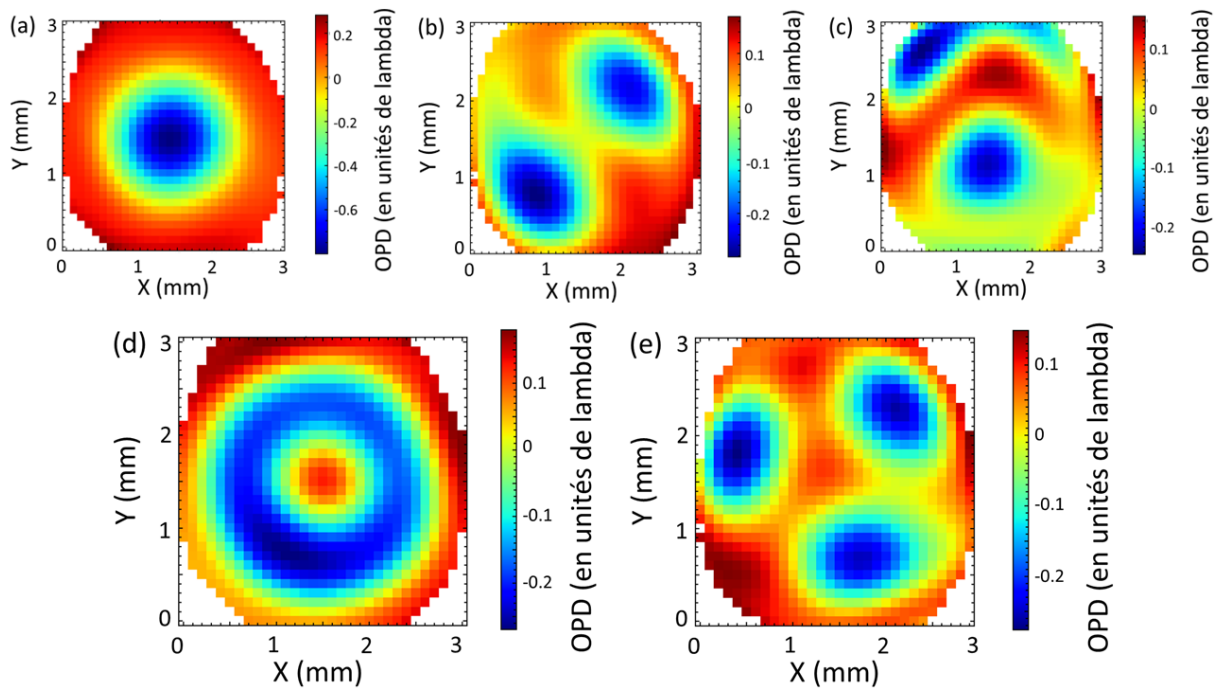 (a)
3
2
1
0
0 1 2 3
X (mm)
Y (mm)
0.2
0
-0.2
-0.4
-0.6
OPD (en unités de lambda)
(b)
3
2
1
0
0 1 2 3
X (mm)
Y (mm)
0.1
0
-0.1
-0.2
OPD (en unités de lambda)
(c)
3
2
1
0
0 1 2 3
X (mm)
Y (mm)
0.1
0
-0.1
-0.2
OPD (en unités de lambda)
(d)
3
2
1
0
0 1 2 3
X (mm)
Y (mm)
0.1
0
-0.1
-0.2
OPD (en unités de lambda)
(e)
3
2
1
0
0 1 2 3
X (mm)
Y (mm)
0.1
0
-0.1
-0.2
OPD (en unités de lambda)